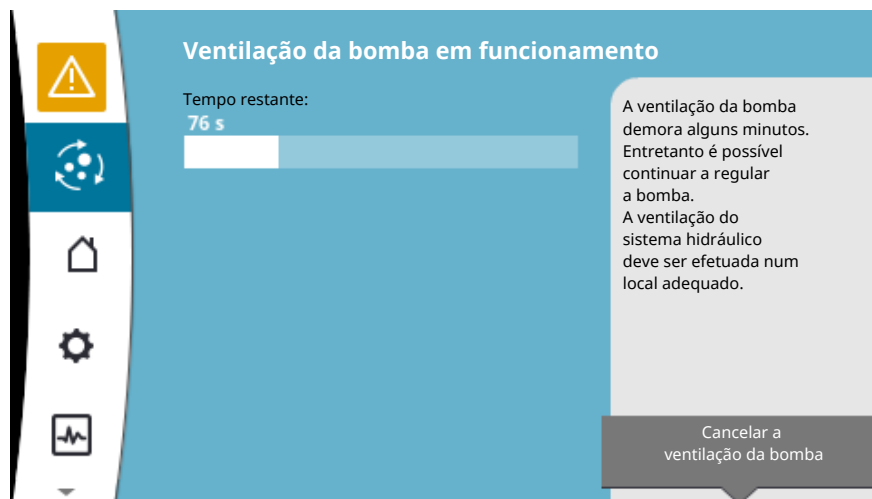 Ventilação da bomba em funcionamento
Tempo restante:
76 s
A ventilação da bomba
demora alguns minutos.
Entretanto é possível
continuar a regular
a bomba.
A ventilação do
sistema hidráulico
deve ser efetuada num
local adequado.
Cancelar a
ventilação da bomba